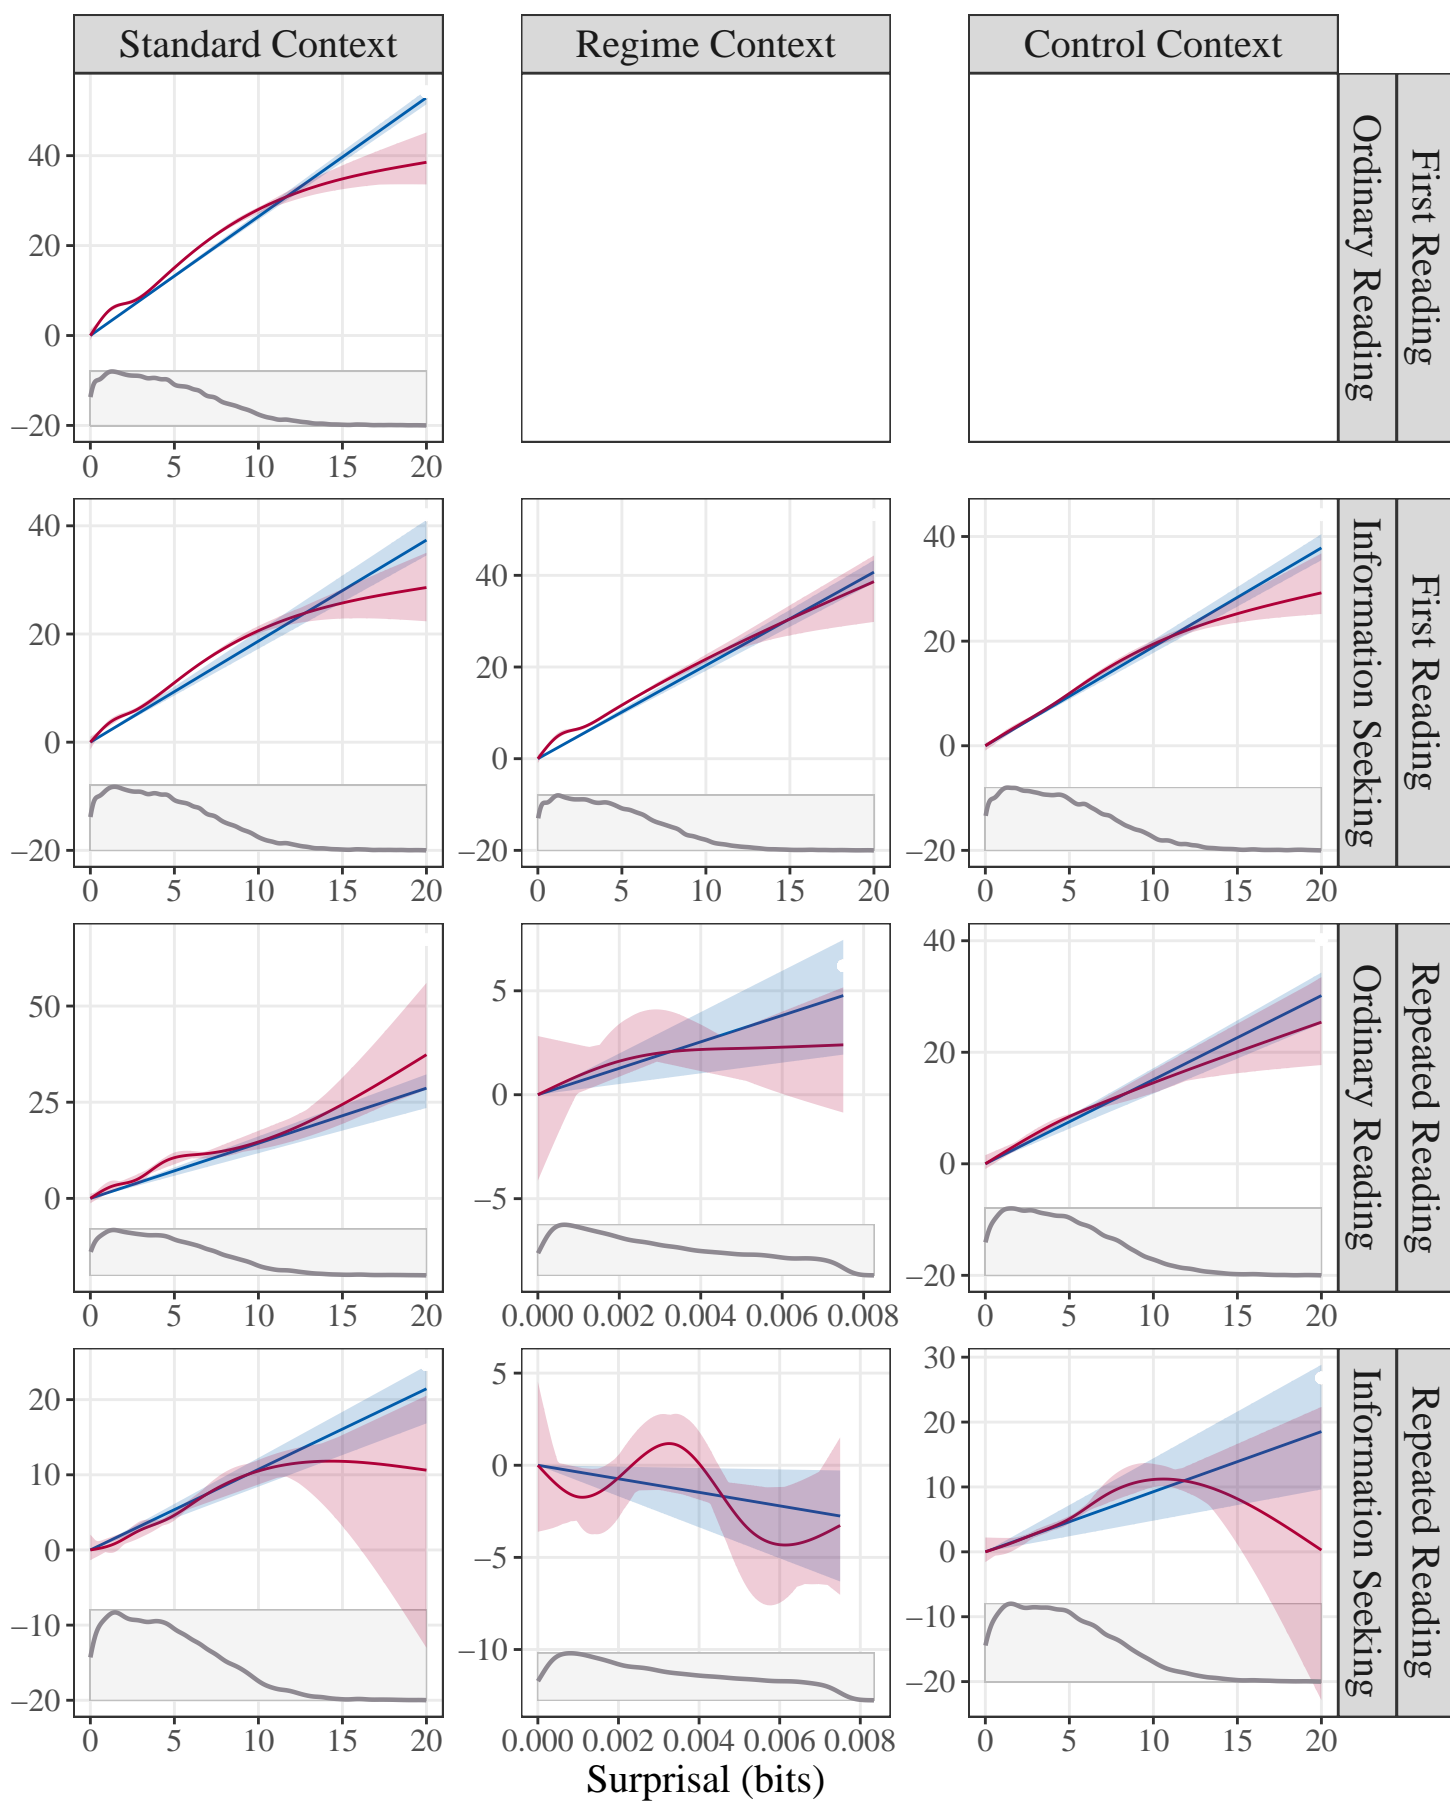 Standard Context
Regime Context
Control Context
40
20
0
−20
0 5 10 15 20
Ordinary Reading
First Reading
40
20
0
−20
0 5 10 15 20
40
20
0
−20
0 5 10 15 20
40
20
0
−20
0 5 10 15 20
Information Seeking
First Reading
50
25
0
0 5 10 15 20
5
0
−5
0.000 0.002 0.004 0.006 0.008
40
20
0
−20
0 5 10 15 20
Ordinary Reading
Repeated Reading
20
10
0
−10
−20
0 5 10 15 20
5
0
−5
−10
0.000 0.002 0.004 0.006 0.008
30
20
10
0
−10
−20
0 5 10 15 20
Information Seeking
Repeated Reading
Surprisal (bits)